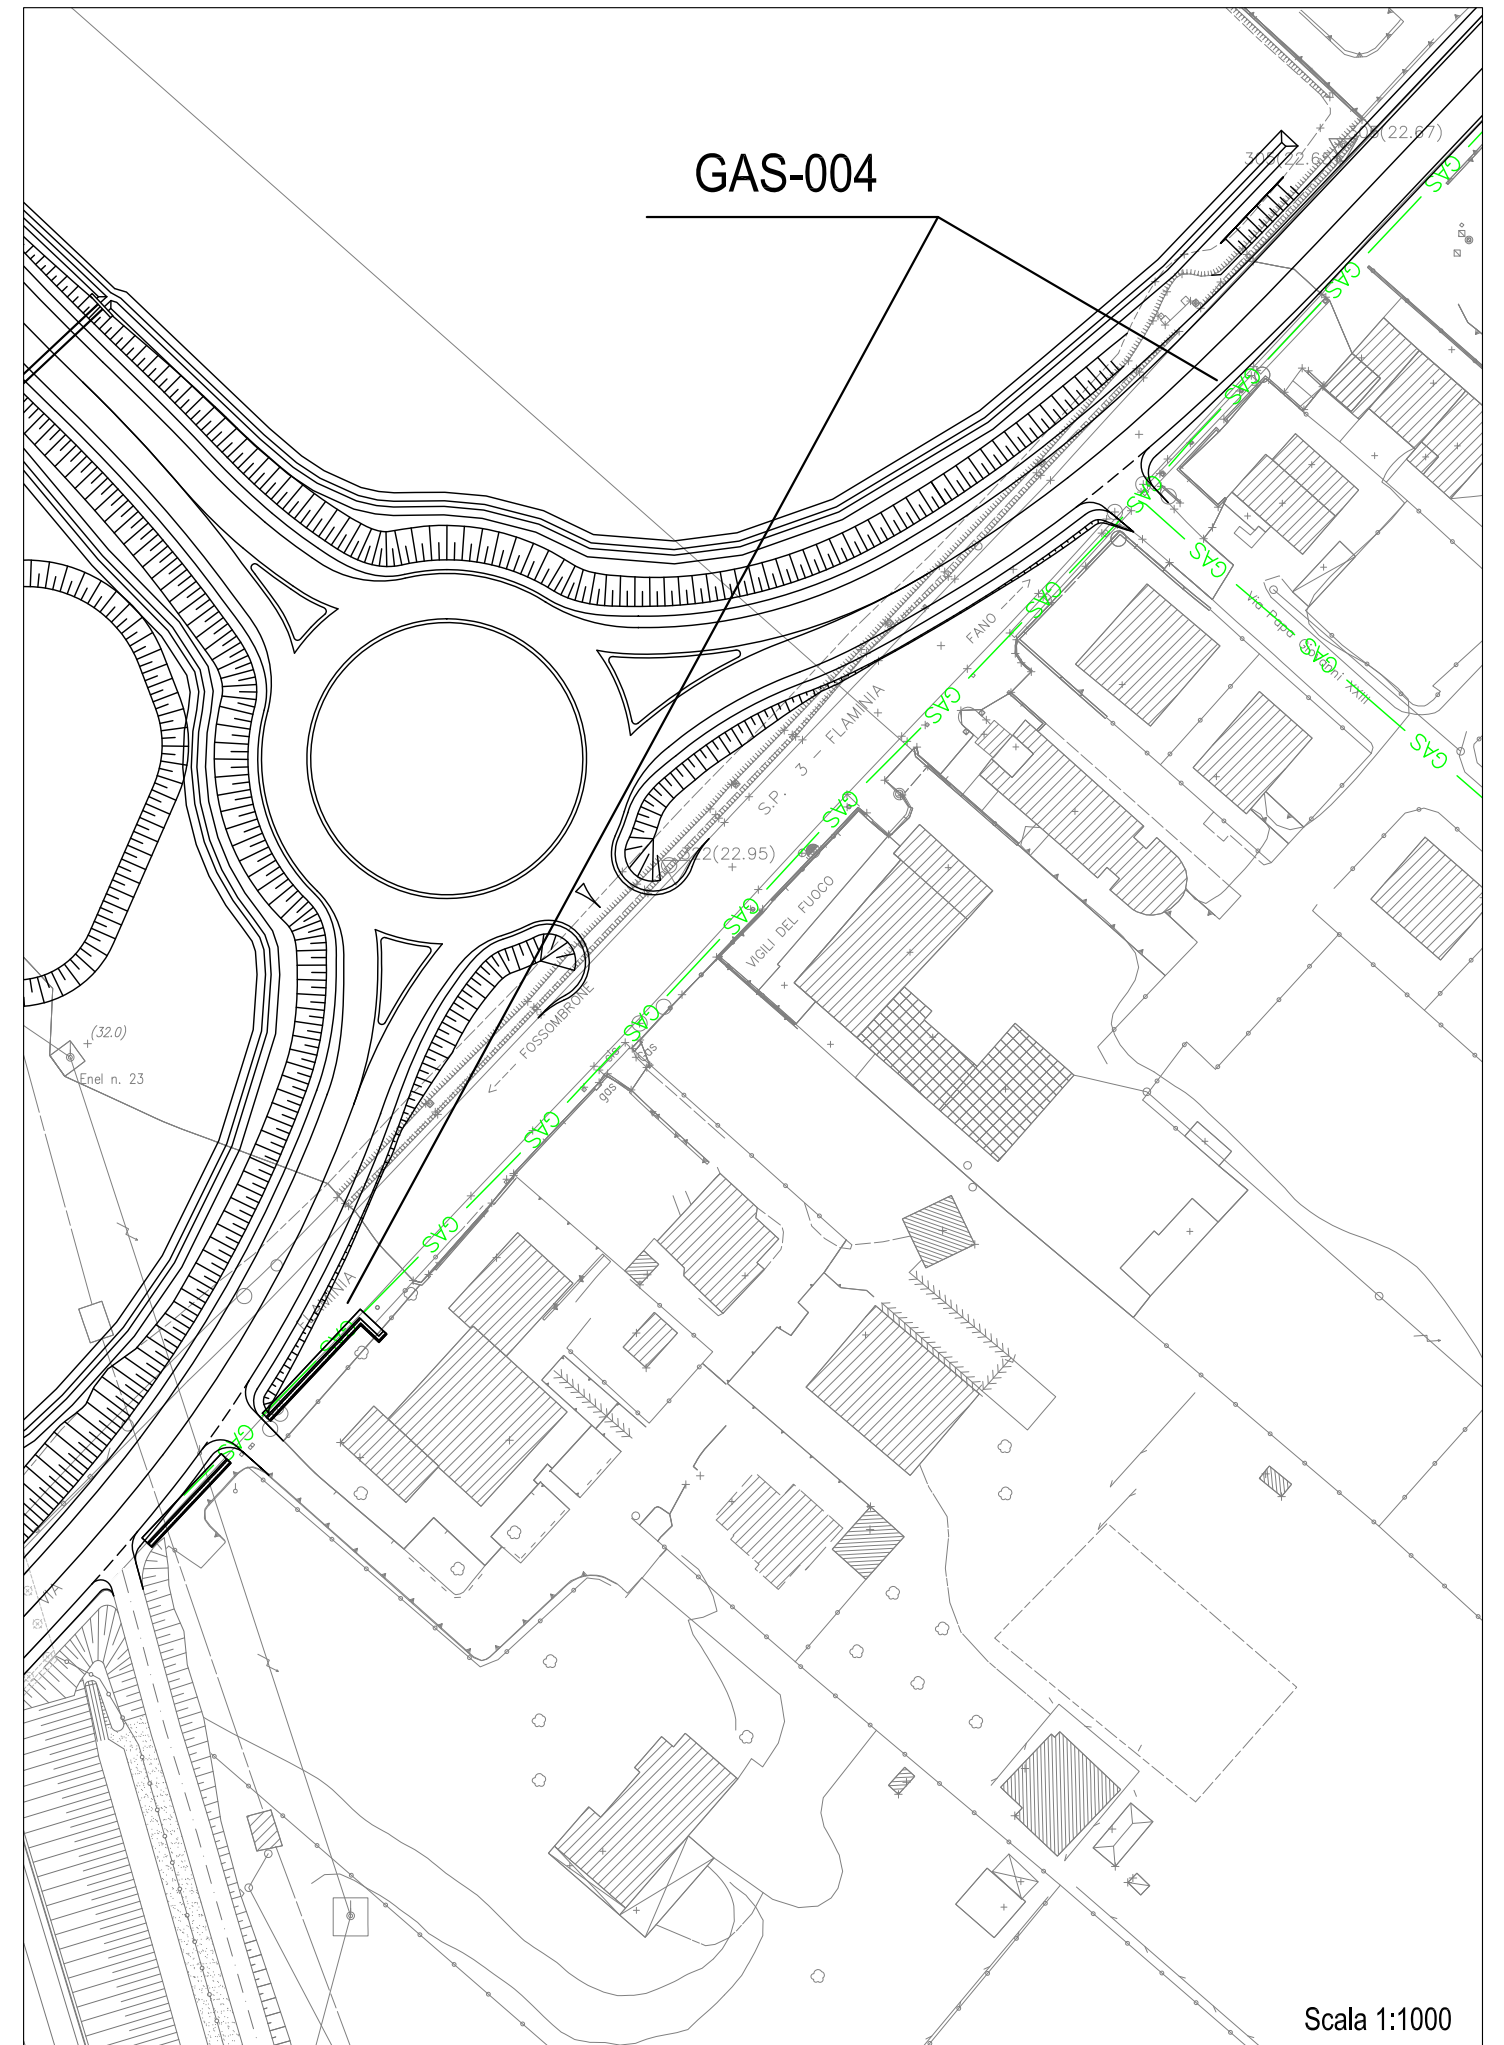 GAS-004
305(22.67)
GAS
GAS
GAS
GAS
GAS
Via Papa Giovanni XXIII
GAS
GAS
GAS
FANO
GAS
S.P. 3 - FLAMINIA
GAS
322(22.95)
VIGILI DEL FUOCO
GAS
FOSSOMBRONE
GAS
(32.0)
Enel n. 23
gas
GAS
GAS
FLAMINIA
GAS
GAS
VIA
Scala 1:1000